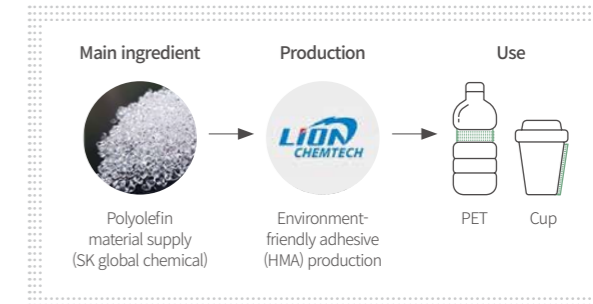 Main ingredient
Production
Use
LION
CHEMTECH
Polyolefin
material supply
(SK global chemical)
Environment-
friendly adhesive
(HMA) production
PET
Cup